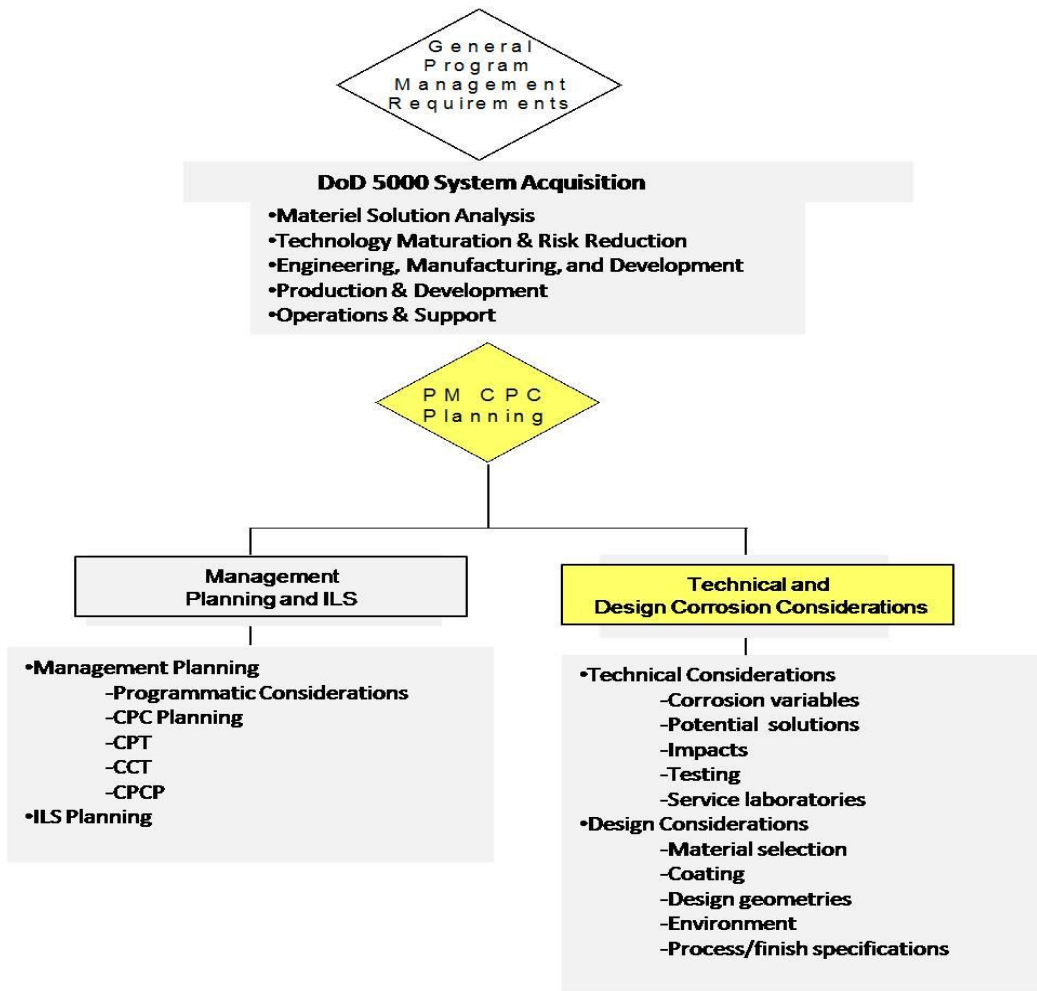 General
Program
Management
Requirements
DoD 5000 System Acquisition
•Materiel Solution Analysis
•Technology Maturation & Risk Reduction
•Engineering, Manufacturing, and Development
•Production & Development
•Operations & Support
PM CPC
Planning
Management
Planning and ILS
•Management Planning
-Programmatic Considerations
-CPC Planning
-CPT
-CCT
-CPCP
•ILS Planning
Technical and
Design Corrosion Considerations
•Technical Considerations
-Corrosion variables
-Potential solutions
-Impacts
-Testing
-Service laboratories
•Design Considerations
-Material selection
-Coating
-Design geometries
-Environment
-Process/finish specifications